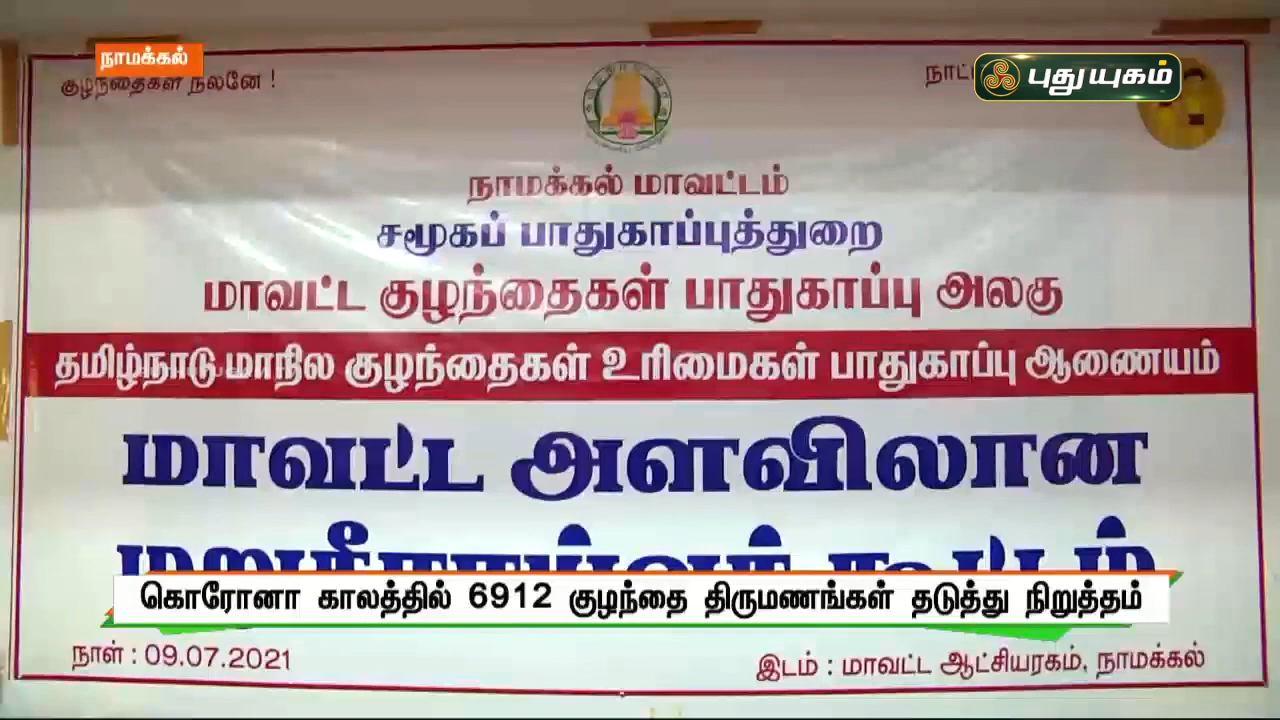 நாமக்கல்
குழந்தைகள் நலனே !
புதுயுகம்
நாமக்கல் மாவட்டம்
சமூகப் பாதுகாப்புத்துறை
மாவட்ட குழந்தைகள் பாதுகாப்பு அலகு
தமிழ்நாடு மாநில குழந்தைகள் உரிமைகள் பாதுகாப்பு ஆணையம்
மாவட்ட அளவிலான
கொரோனா காலத்தில் 6912 குழந்தை திருமணங்கள் தடுத்து நிறுத்தம்
நாள் : 09.07.2021
இடம் : மாவட்ட ஆட்சியரகம், நாமக்கல்